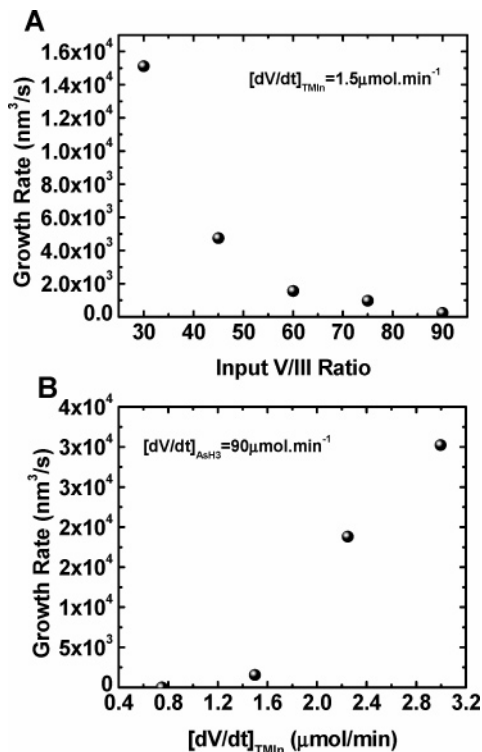 A
1.6x10⁴
1.4x10⁴
1.2x10⁴
1.0x10⁴
8.0x10³
6.0x10³
4.0x10³
2.0x10³
0.0
Growth Rate (nm³/s)
[dV/dt]TMIn=1.5µmol.min⁻¹
30 40 50 60 70 80 90
Input V/III Ratio
B
4x10⁴
3x10⁴
3x10⁴
2x10⁴
2x10⁴
1x10⁴
5x10³
0
Growth Rate (nm³/s)
[dV/dt]AsH3=90µmol.min⁻¹
0.4 0.8 1.2 1.6 2.0 2.4 2.8 3.2
[dV/dt]TMIn (µmol/min)